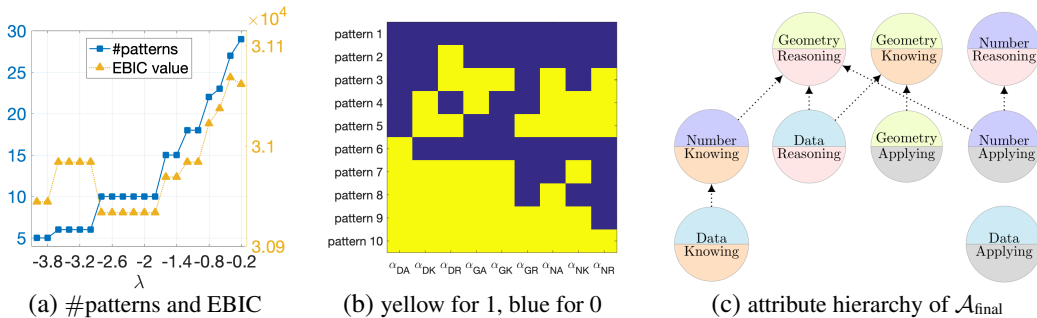 30
25
20
15
10
5
#patterns
EBIC value
×10⁴
3.11
3.1
3.09
-3.8 -3.2 -2.6 -2 -1.4 -0.8 -0.2
λ
(a) #patterns and EBIC
pattern 1
pattern 2
pattern 3
pattern 4
pattern 5
pattern 6
pattern 7
pattern 8
pattern 9
pattern 10
α_DA α_DK α_DR α_GA α_GK α_GR α_NA α_NK α_NR
(b) yellow for 1, blue for 0
Geometry
Reasoning
Geometry
Knowing
Number
Reasoning
Number
Knowing
Data
Reasoning
Geometry
Applying
Number
Applying
Data
Knowing
Data
Applying
(c) attribute hierarchy of 𝒜_final